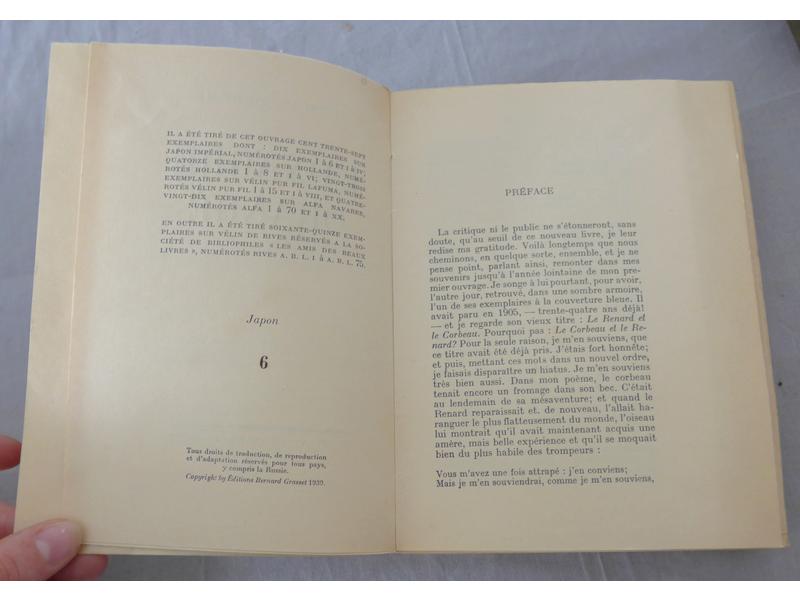 IL A ÉTÉ TIRÉ DE CET OUVRAGE CENT TRENTE-SEPT
EXEMPLAIRES DONT : DIX EXEMPLAIRES SUR
JAPON IMPÉRIAL, NUMÉROTÉS JAPON 1 à 6 ET I à IV;
QUATORZE EXEMPLAIRES SUR HOLLANDE, NUMÉ-
ROTÉS HOLLANDE 1 à 8 ET I à VI; VINGT-TROIS
EXEMPLAIRES SUR VÉLIN PUR FIL LAFUMA, NUMÉ-
ROTÉS VÉLIN PUR FIL 1 à 15 ET I à VIII, ET QUATRE-
VINGT-DIX EXEMPLAIRES SUR ALFA NAVARRE,
NUMÉROTÉS ALFA 1 à 70 ET I à XX.
EN OUTRE IL A ÉTÉ TIRÉ SOIXANTE-QUINZE EXEM-
PLAIRES SUR VÉLIN DE RIVES RÉSERVÉS A LA SO-
CIÉTÉ DE BIBLIOPHILES « LES AMIS DES BEAUX
LIVRES », NUMÉROTÉS RIVES A. B. L. 1 à A. B. L. 75.
Japon
6
Tous droits de traduction, de reproduction
et d'adaptation réservés pour tous pays,
y compris la Russie.
Copyright by Éditions Bernard Grasset 1939.
PRÉFACE
La critique ni le public ne s'étonneront, sans
doute, qu'au seuil de ce nouveau livre, je leur
redise ma gratitude. Voilà longtemps que nous
cheminons, en quelque sorte, ensemble, et je ne
pense point, parlant ainsi, remonter dans mes
souvenirs jusqu'à l'année lointaine de mon pre-
mier ouvrage. Je songe à lui pourtant, pour avoir,
l'autre jour, retrouvé, dans une sombre armoire,
l'un de ses exemplaires à la couverture bleue. Il
avait paru en 1905, — trente-quatre ans déjà!
— et je regarde son vieux titre : Le Renard et
le Corbeau. Pourquoi pas : Le Corbeau et le Re-
nard? Pour la seule raison, je m'en souviens, que
ce titre avait été déjà pris. J'étais fort honnête;
et puis, mettant ces mots dans un nouvel ordre,
je faisais disparaître un hiatus. Je m'en souviens
très bien aussi. Dans mon poème, le corbeau
tenait encore un fromage dans son bec. C'était
au lendemain de sa mésaventure; et quand le
Renard reparaissait et, de nouveau, l'allait ha-
ranguer le plus flatteusement du monde, l'oiseau
lui montrait qu'il avait maintenant acquis une
amère, belle expérience et qu'il se moquait
bien du plus habile des trompeurs :
Vous m'avez une fois attrapé : j'en conviens;
Mais je m'en souviendrai, comme je m'en souviens,